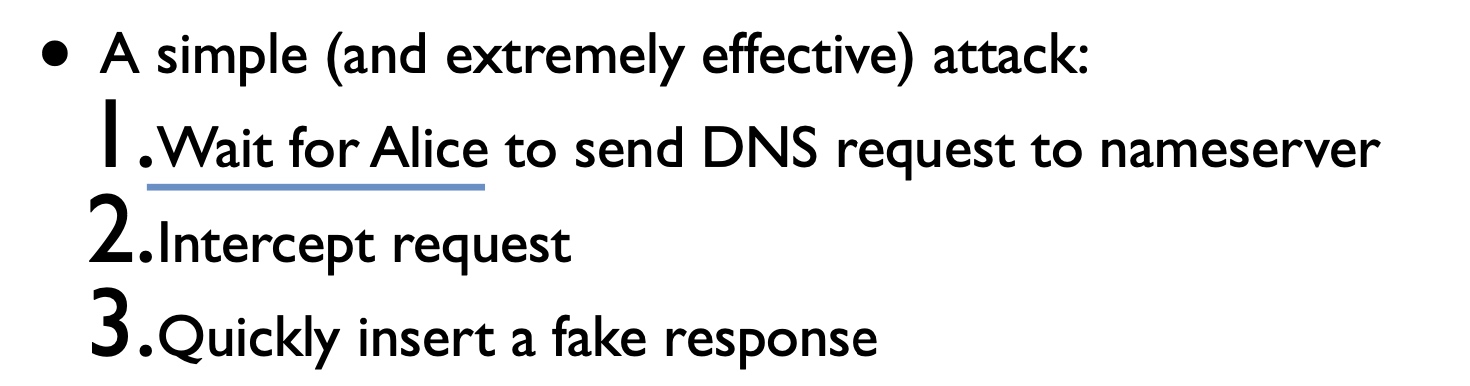 • A simple (and extremely effective) attack:
1. Wait for Alice to send DNS request to nameserver
2. Intercept request
3. Quickly insert a fake response